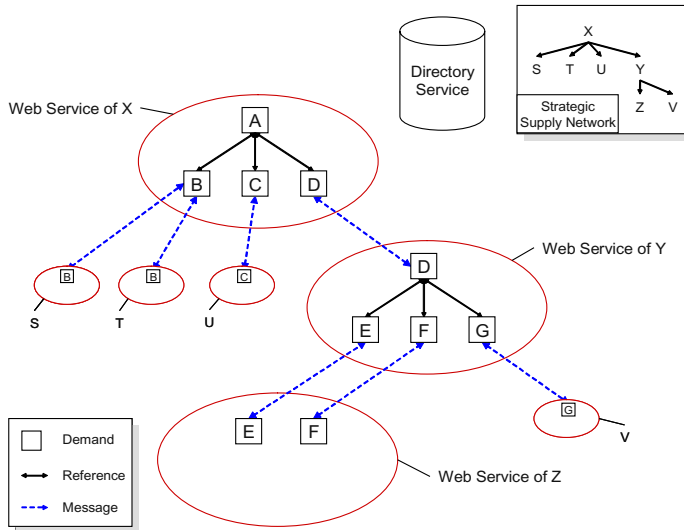 X
S T U Y
Z V
Strategic
Supply Network
Directory
Service
Web Service of X
A
B C D
B B C
S T U
Web Service of Y
D
E F G
E F
G
V
Web Service of Z
Demand
Reference
Message